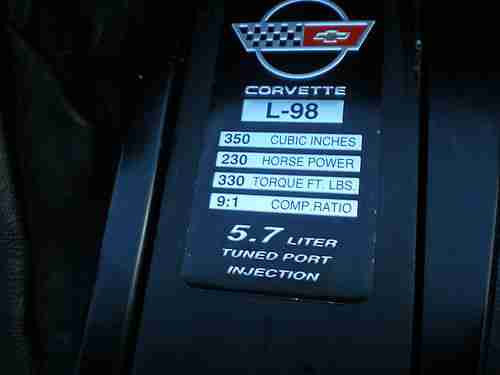 CORVETTE
L-98
350 CUBIC INCHES
230 HORSE POWER
330 TORQUE FT. LBS.
9:1 COMP.RATIO
5.7 LITER
TUNED PORT
INJECTION